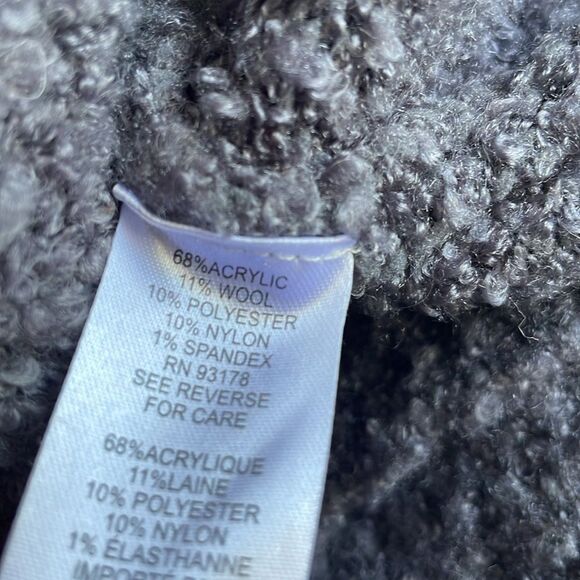 68%ACRYLIC
11% WOOL
10% POLYESTER
10% NYLON
1% SPANDEX
RN 93178
SEE REVERSE
FOR CARE
68%ACRYLIQUE
11%LAINE
10% POLYESTER
10% NYLON
1% ÉLASTHANNE
IMPORTÉ